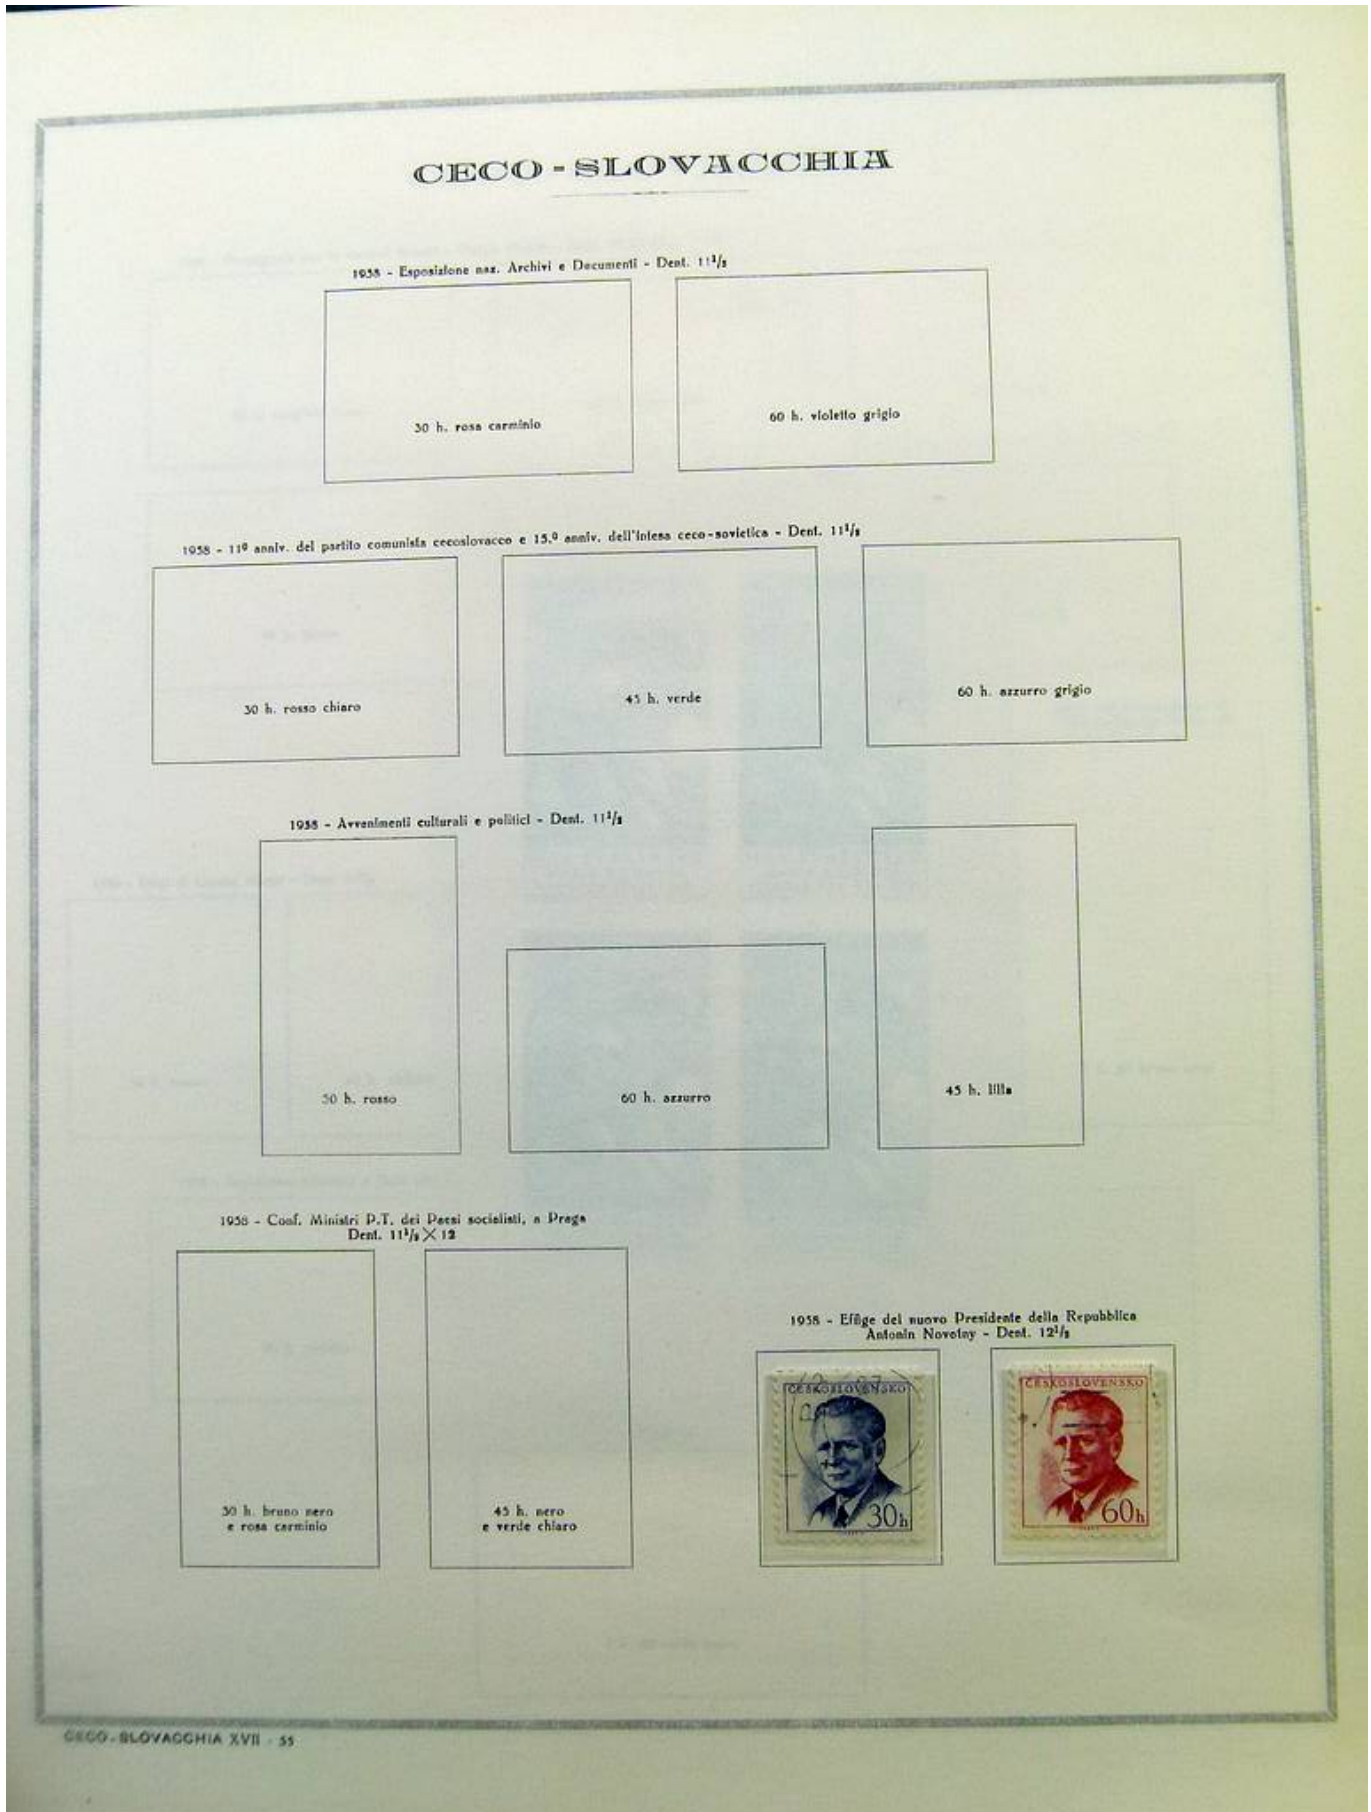 CECO-SLOVACCHIA
1958 - Esposizione naz. Archivi e Documenti - Dent. 11½
30 h. rosa carminio
60 h. violetto grigio
1958 - 11º anniv. del partito comunista cecoslovacco e 15.º anniv. dell'intesa ceco-sovietica - Dent. 11½
30 h. rosso chiaro
45 h. verde
60 h. azzurro grigio
1958 - Avvenimenti culturali e politici - Dent. 11½
30 h. rosso
60 h. azzurro
45 h. lilla
1958 - Conf. Ministri P.T. dei Paesi socialisti, a Praga
Dent. 11½×12
30 h. bruno nero
e rosa carminio
45 h. nero
e verde chiaro
1958 - Effige del nuovo Presidente della Repubblica
Antonin Novotny - Dent. 12½
ČESKOSLOVENSKO
30h
ČESKOSLOVENSKO
60h
CECO-SLOVACCHIA XVII - 55